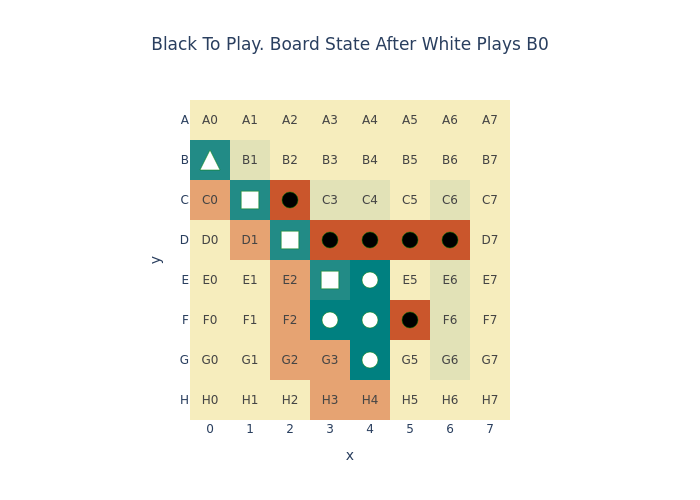 Black To Play. Board State After White Plays B0
A A0 A1 A2 A3 A4 A5 A6 A7
B B1 B2 B3 B4 B5 B6 B7
C C0 C3 C4 C5 C6 C7
D D0 D1 D7
E E0 E1 E2 E5 E6 E7
F F0 F1 F2 F6 F7
G G0 G1 G2 G3 G5 G6 G7
H H0 H1 H2 H3 H4 H5 H6 H7
0 1 2 3 4 5 6 7
x
y